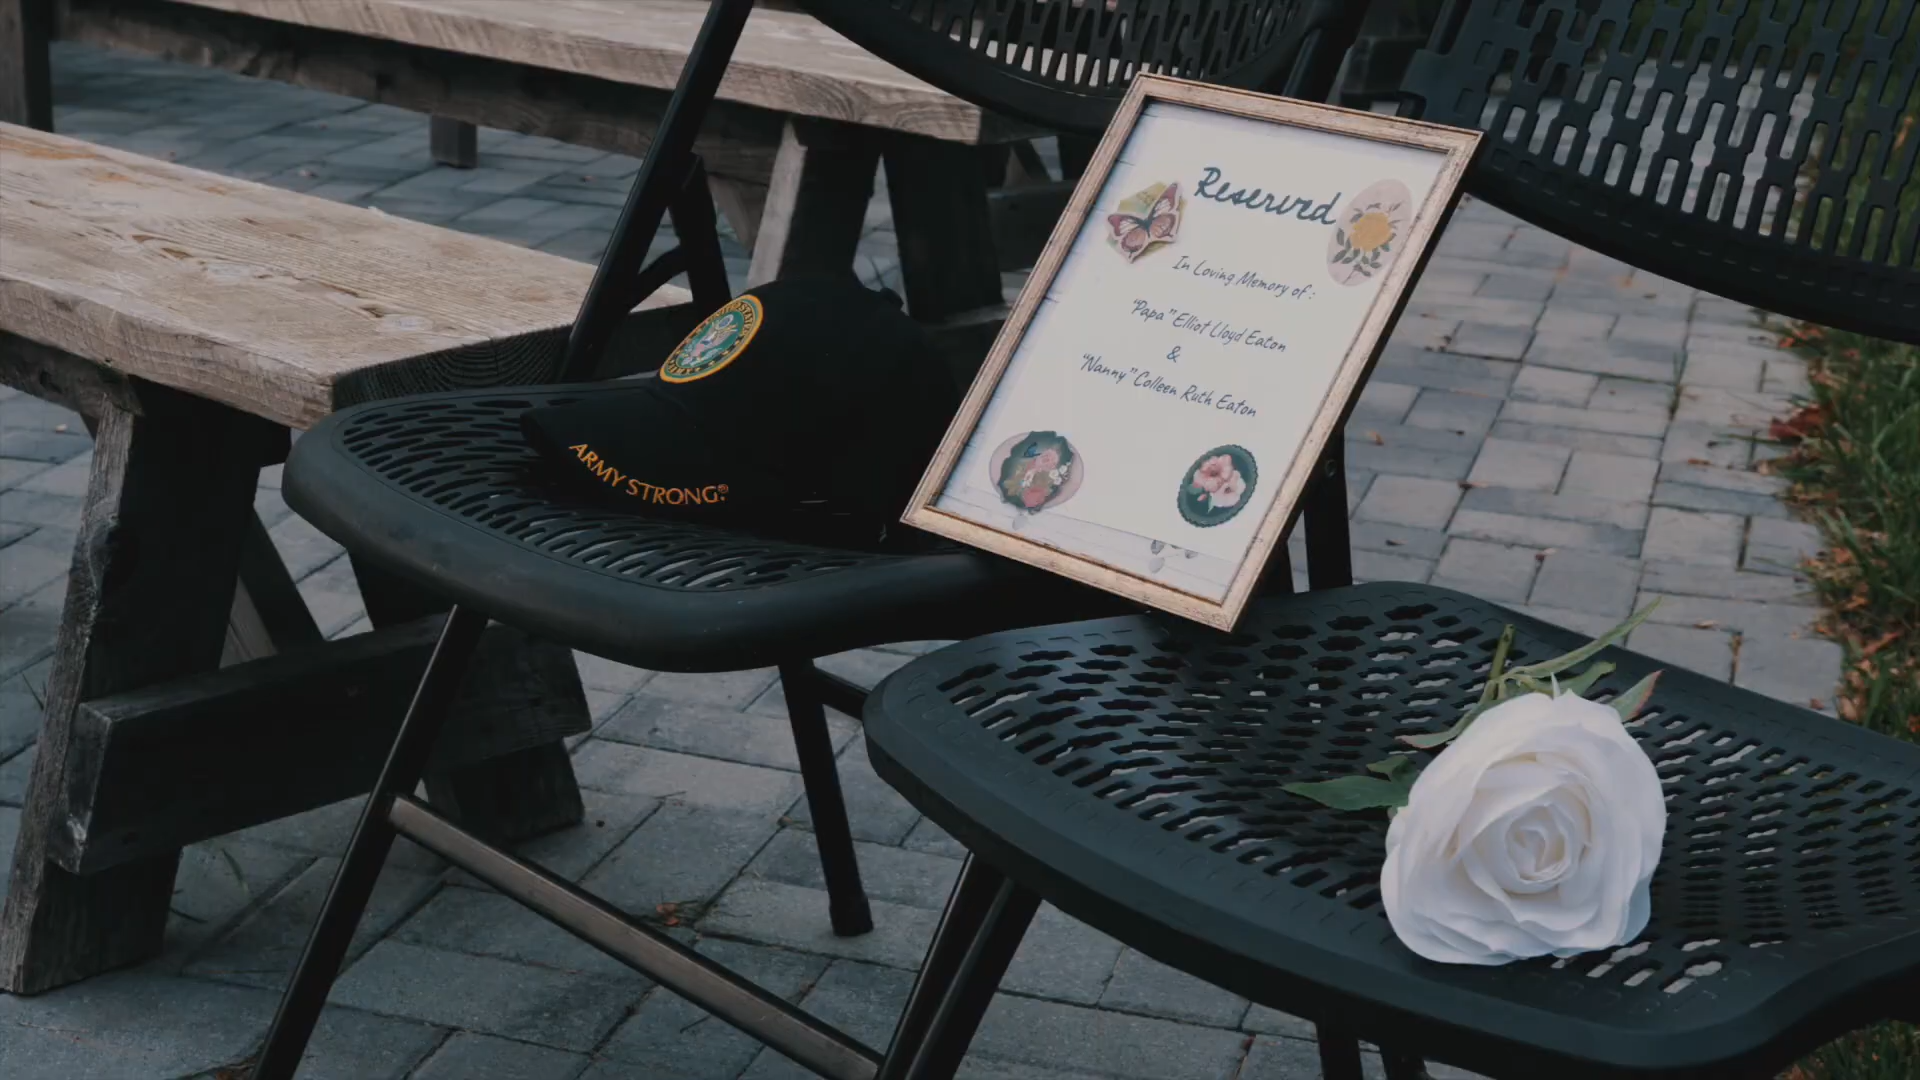 Reserved
In Loving Memory of:
"Papa" Elliot Lloyd Eaton
&
"Nanny" Colleen Ruth Eaton
ARMY STRONG®